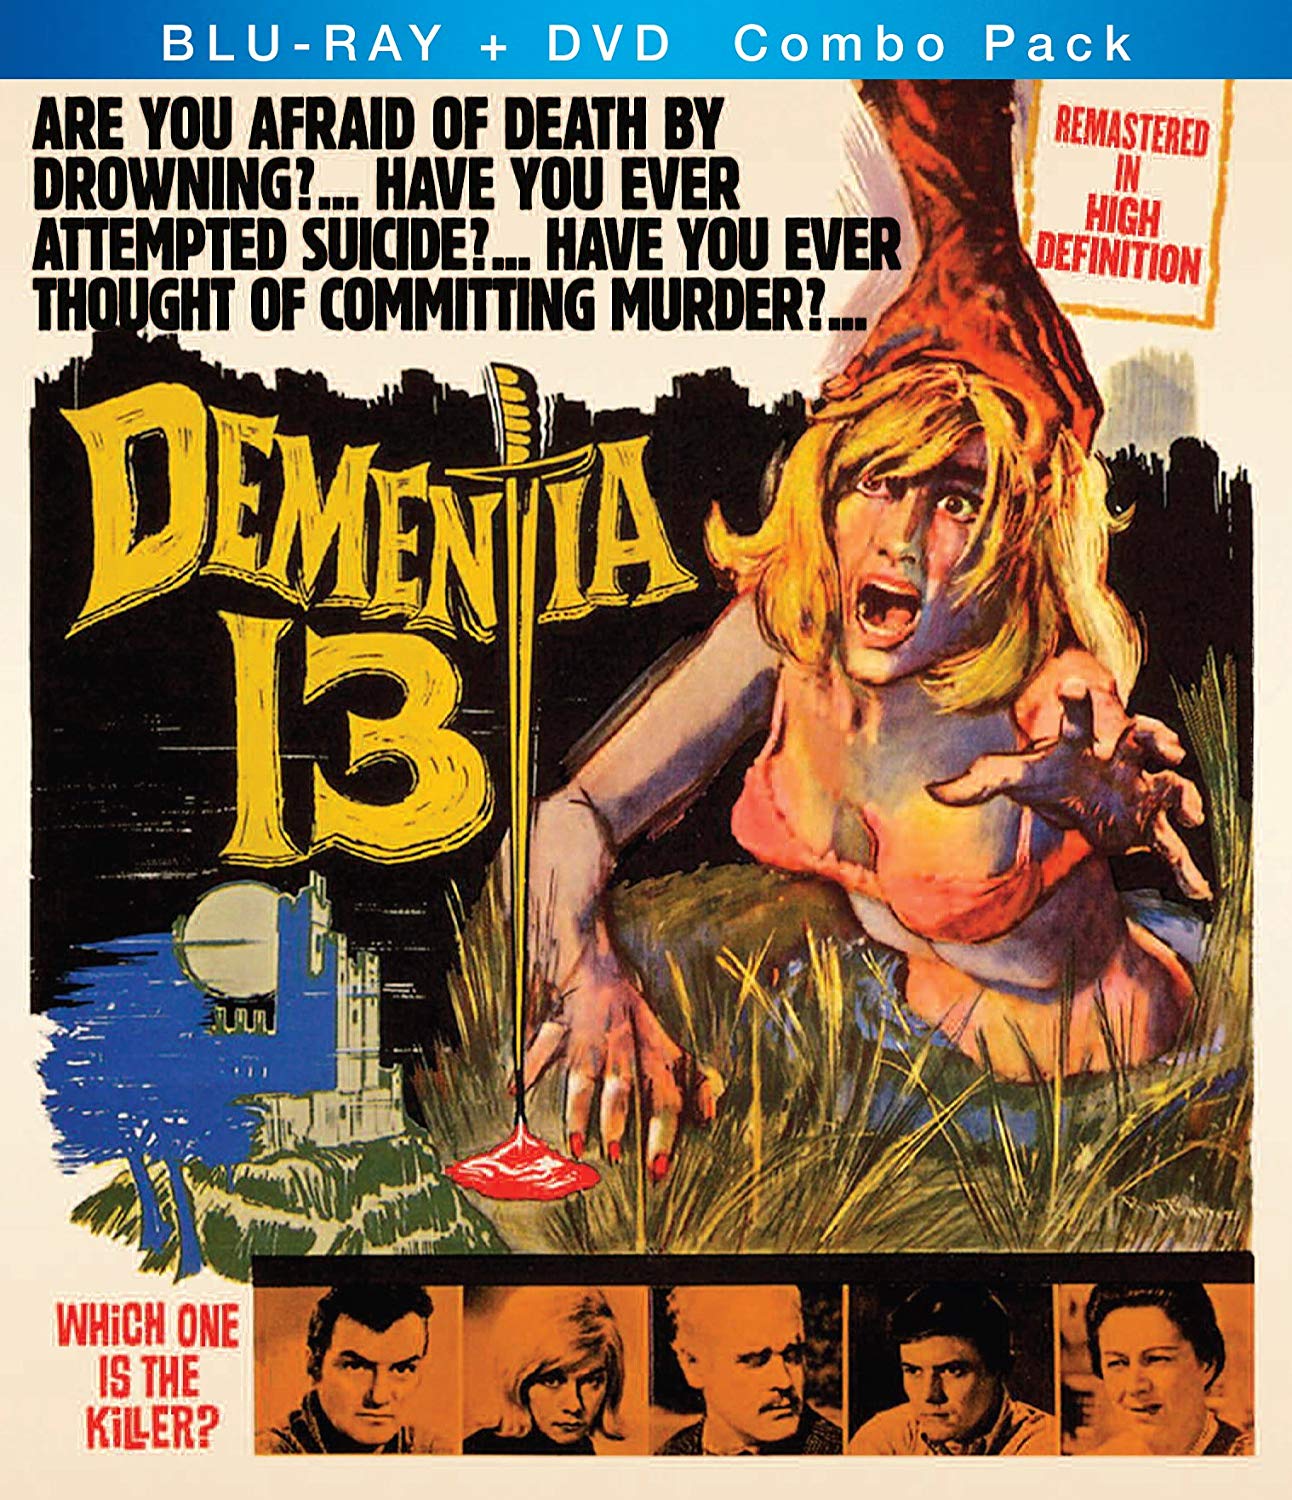 BLU-RAY + DVD Combo Pack
ARE YOU AFRAID OF DEATH BY
DROWNING?... HAVE YOU EVER
ATTEMPTED SUICIDE?... HAVE YOU EVER
THOUGHT OF COMMITTING MURDER?...
REMASTERED
IN
HIGH
DEFINITION
DEMENTIA
13
WHiCH ONE
iS THE
KiLLER?